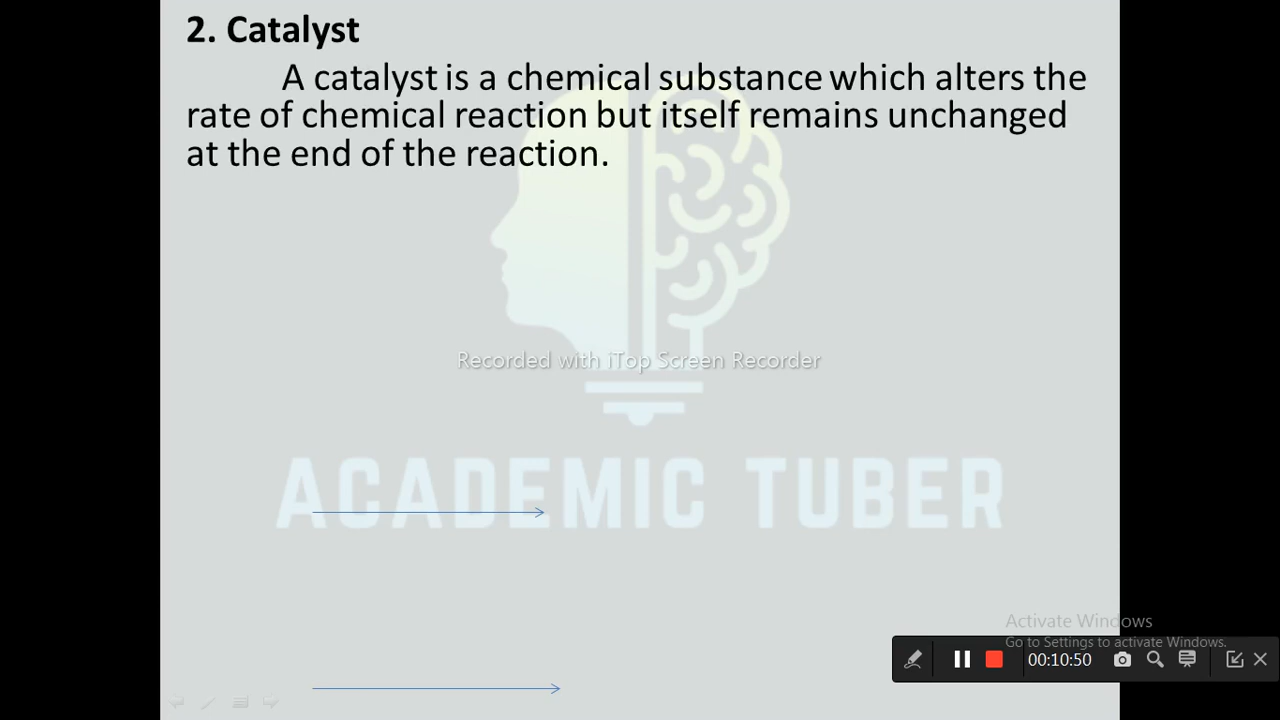 2. Catalyst
A catalyst is a chemical substance which alters the
rate of chemical reaction but itself remains unchanged
at the end of the reaction.
Recorded with iTop Screen Recorder
ACADEMIC TUBER
Activate Windows
Go to Settings to activate Windows.
00:10:50